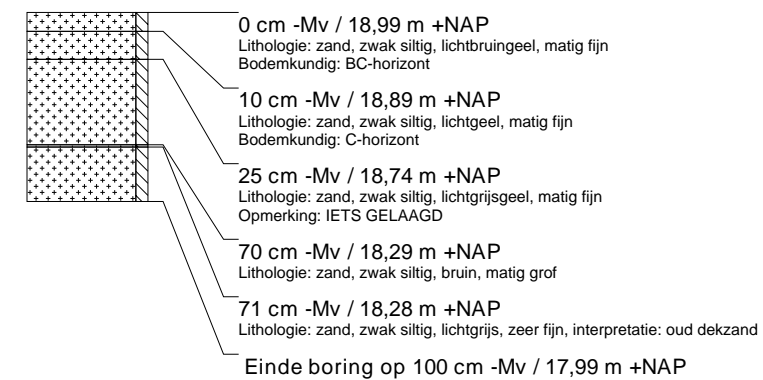 0 cm -Mv / 18,99 m +NAP
Lithologie: zand, zwak siltig, lichtbruingeel, matig fijn
Bodemkundig: BC-horizont
10 cm -Mv / 18,89 m +NAP
Lithologie: zand, zwak siltig, lichtgeel, matig fijn
Bodemkundig: C-horizont
25 cm -Mv / 18,74 m +NAP
Lithologie: zand, zwak siltig, lichtgrijsgeel, matig fijn
Opmerking: IETS GELAAGD
70 cm -Mv / 18,29 m +NAP
Lithologie: zand, zwak siltig, bruin, matig grof
71 cm -Mv / 18,28 m +NAP
Lithologie: zand, zwak siltig, lichtgrijs, zeer fijn, interpretatie: oud dekzand
Einde boring op 100 cm -Mv / 17,99 m +NAP